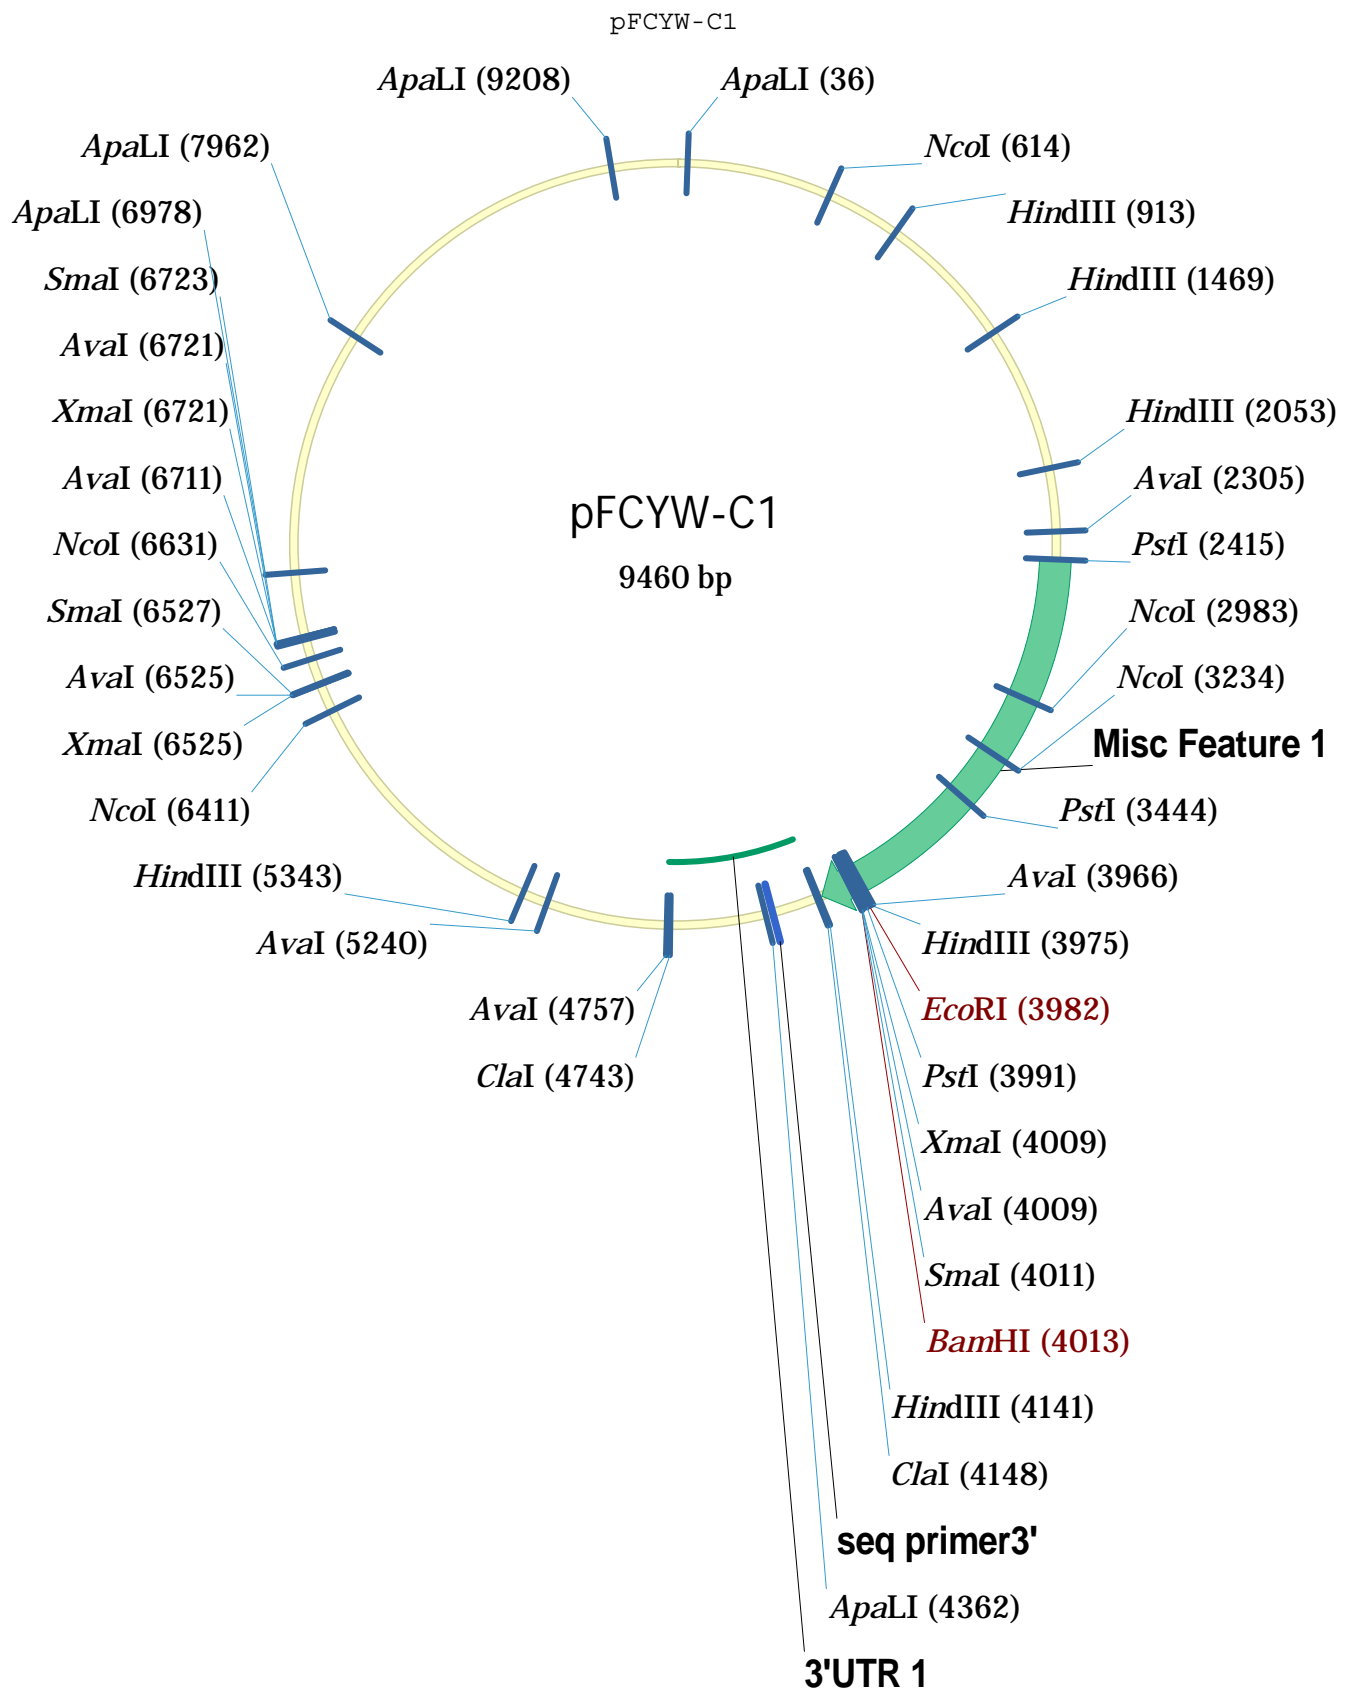 pFCYW-C1
ApaLI (9208)
ApaLI (36)
ApaLI (7962)
NcoI (614)
ApaLI (6978)
HindIII (913)
SmaI (6723)
HindIII (1469)
AvaI (6721)
XmaI (6721)
HindIII (2053)
AvaI (6711)
AvaI (2305)
pFCYW-C1
NcoI (6631)
PstI (2415)
9460 bp
SmaI (6527)
NcoI (2983)
AvaI (6525)
NcoI (3234)
XmaI (6525)
Misc Feature 1
NcoI (6411)
PstI (3444)
HindIII (5343)
AvaI (3966)
AvaI (5240)
HindIII (3975)
AvaI (4757)
EcoRI (3982)
ClaI (4743)
PstI (3991)
XmaI (4009)
AvaI (4009)
SmaI (4011)
BamHI (4013)
HindIII (4141)
ClaI (4148)
seq primer3'
ApaLI (4362)
3'UTR 1